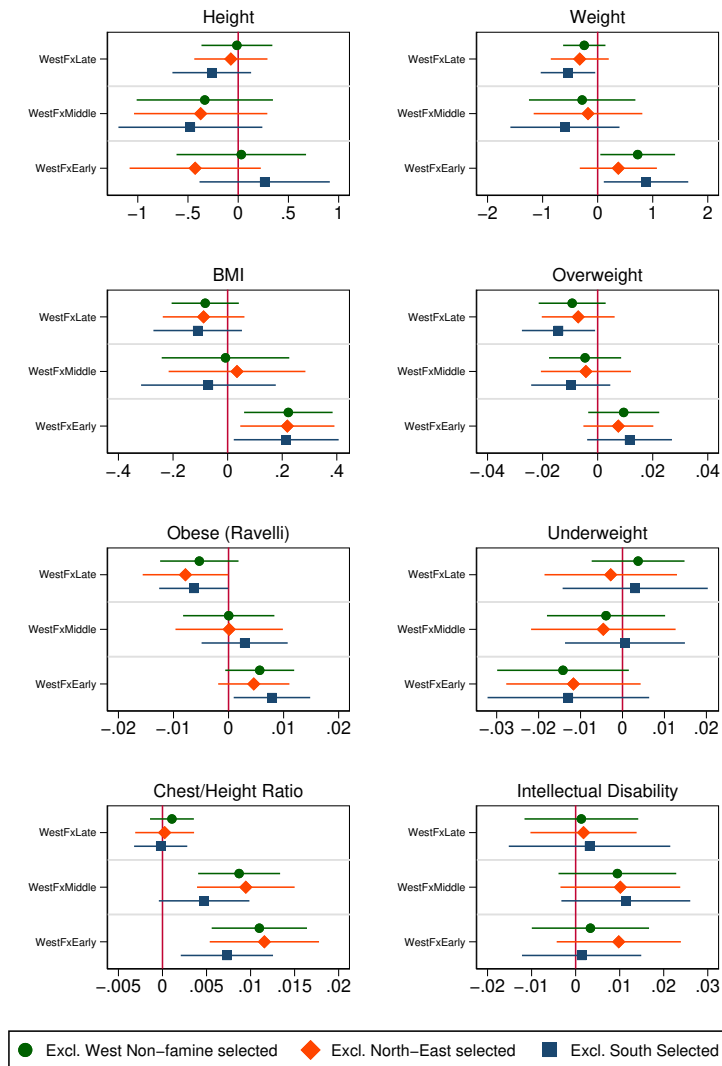 Height
WestFxLate
WestFxMiddle
WestFxEarly
−1 −.5 0 .5 1
Weight
WestFxLate
WestFxMiddle
WestFxEarly
−2 −1 0 1 2
BMI
WestFxLate
WestFxMiddle
WestFxEarly
−.4 −.2 0 .2 .4
Overweight
WestFxLate
WestFxMiddle
WestFxEarly
−.04 −.02 0 .02 .04
Obese (Ravelli)
WestFxLate
WestFxMiddle
WestFxEarly
−.02 −.01 0 .01 .02
Underweight
WestFxLate
WestFxMiddle
WestFxEarly
−.03 −.02 −.01 0 .01 .02
Chest/Height Ratio
WestFxLate
WestFxMiddle
WestFxEarly
−.005 0 .005 .01 .015 .02
Intellectual Disability
WestFxLate
WestFxMiddle
WestFxEarly
−.02 −.01 0 .01 .02 .03
Excl. West Non−famine selected Excl. North−East selected Excl. South Selected